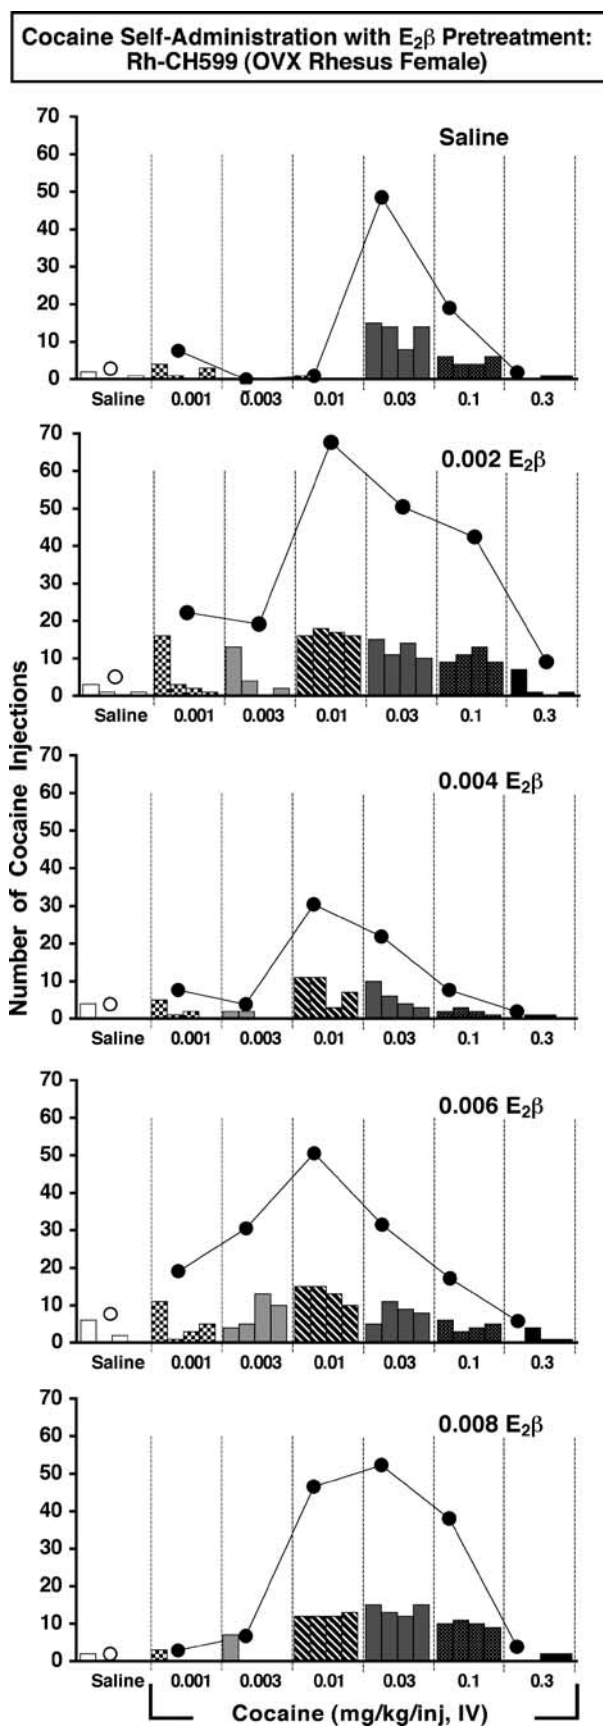 Cocaine Self-Administration with E₂β Pretreatment:
Rh-CH599 (OVX Rhesus Female)
Number of Cocaine Injections
Saline
70
60
50
40
30
20
10
0
Saline 0.001 0.003 0.01 0.03 0.1 0.3
0.002 E₂β
70
60
50
40
30
20
10
0
Saline 0.001 0.003 0.01 0.03 0.1 0.3
0.004 E₂β
70
60
50
40
30
20
10
0
Saline 0.001 0.003 0.01 0.03 0.1 0.3
0.006 E₂β
70
60
50
40
30
20
10
0
Saline 0.001 0.003 0.01 0.03 0.1 0.3
0.008 E₂β
70
60
50
40
30
20
10
0
Saline 0.001 0.003 0.01 0.03 0.1 0.3
Cocaine (mg/kg/inj, IV)